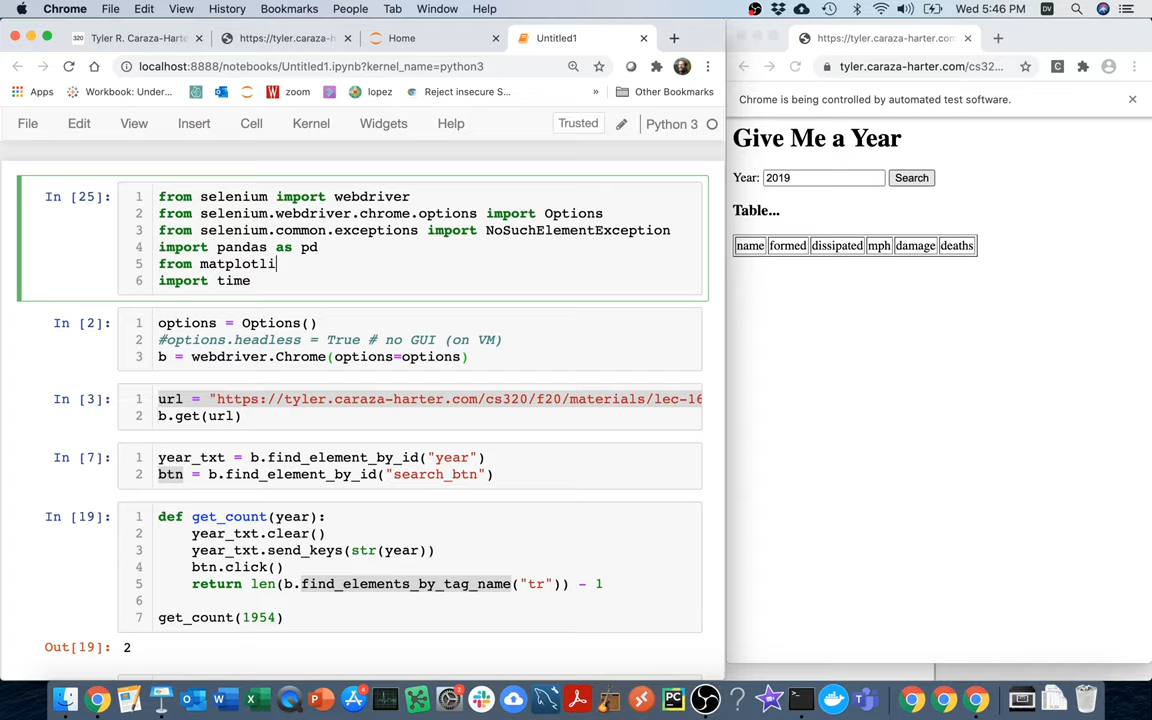 Chrome File Edit View History Bookmarks People Tab Window Help Wed 5:46 PM DV
320 Tyler R. Caraza-Harte
https://tyler.caraza-h
Home
Untitled1
localhost:8888/notebooks/Untitled1.ipynb?kernel_name=python3
Apps Workbook: Under... zoom lopez Reject insecure S... » Other Bookmarks
File Edit View Insert Cell Kernel Widgets Help Trusted Python 3
In [25]:
1 from selenium import webdriver
2 from selenium.webdriver.chrome.options import Options
3 from selenium.common.exceptions import NoSuchElementException
4 import pandas as pd
5 from matplotli
6 import time
In [2]:
1 options = Options()
2 #options.headless = True # no GUI (on VM)
3 b = webdriver.Chrome(options=options)
In [3]:
1 url = "https://tyler.caraza-harter.com/cs320/f20/materials/lec-16
2 b.get(url)
In [7]:
1 year_txt = b.find_element_by_id("year")
2 btn = b.find_element_by_id("search_btn")
In [19]:
1 def get_count(year):
2 year_txt.clear()
3 year_txt.send_keys(str(year))
4 btn.click()
5 return len(b.find_elements_by_tag_name("tr")) - 1
6
7 get_count(1954)
Out[19]: 2
https://tyler.caraza-harter.com/
tyler.caraza-harter.com/cs32...
Chrome is being controlled by automated test software.
Give Me a Year
Year: 2019 Search
Table...
name formed dissipated mph damage deaths